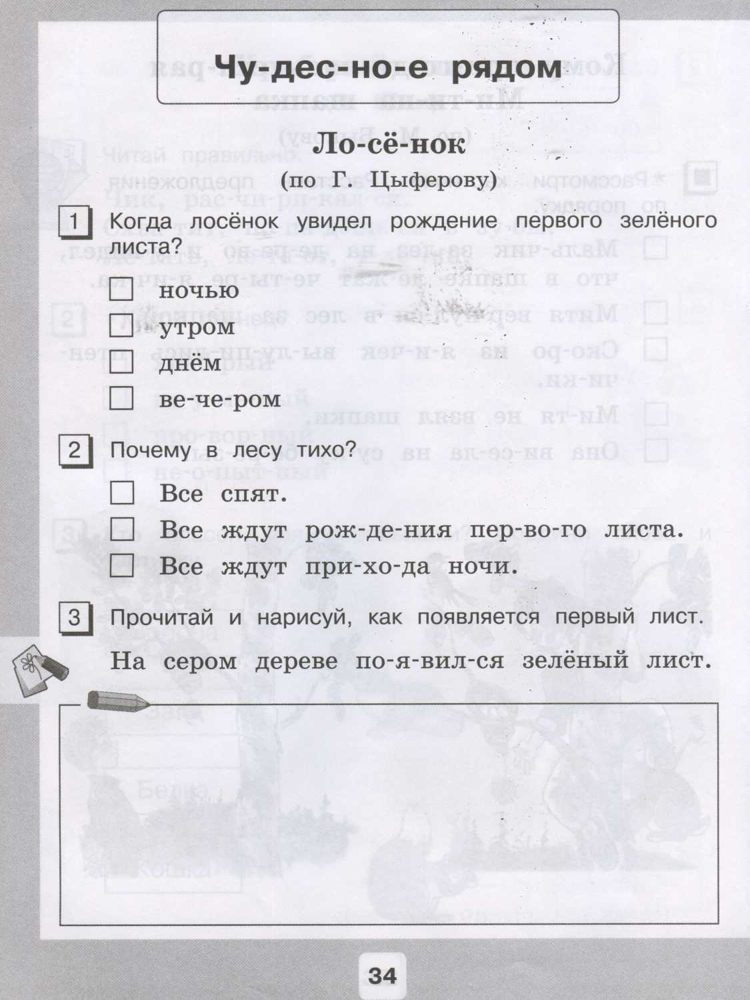 Чу-дес-но-е рядом
Ло-сё-нок
(по Г. Цыферову)
1 Когда лосёнок увидел рождение первого зелёного
листа?
ночью
утром
днём
ве-че-ром
2 Почему в лесу тихо?
Все спят.
Все ждут рож-де-ния пер-во-го листа.
Все ждут при-хо-да ночи.
3 Прочитай и нарисуй, как появляется первый лист.
На сером дереве по-я-вил-ся зелёный лист.
34